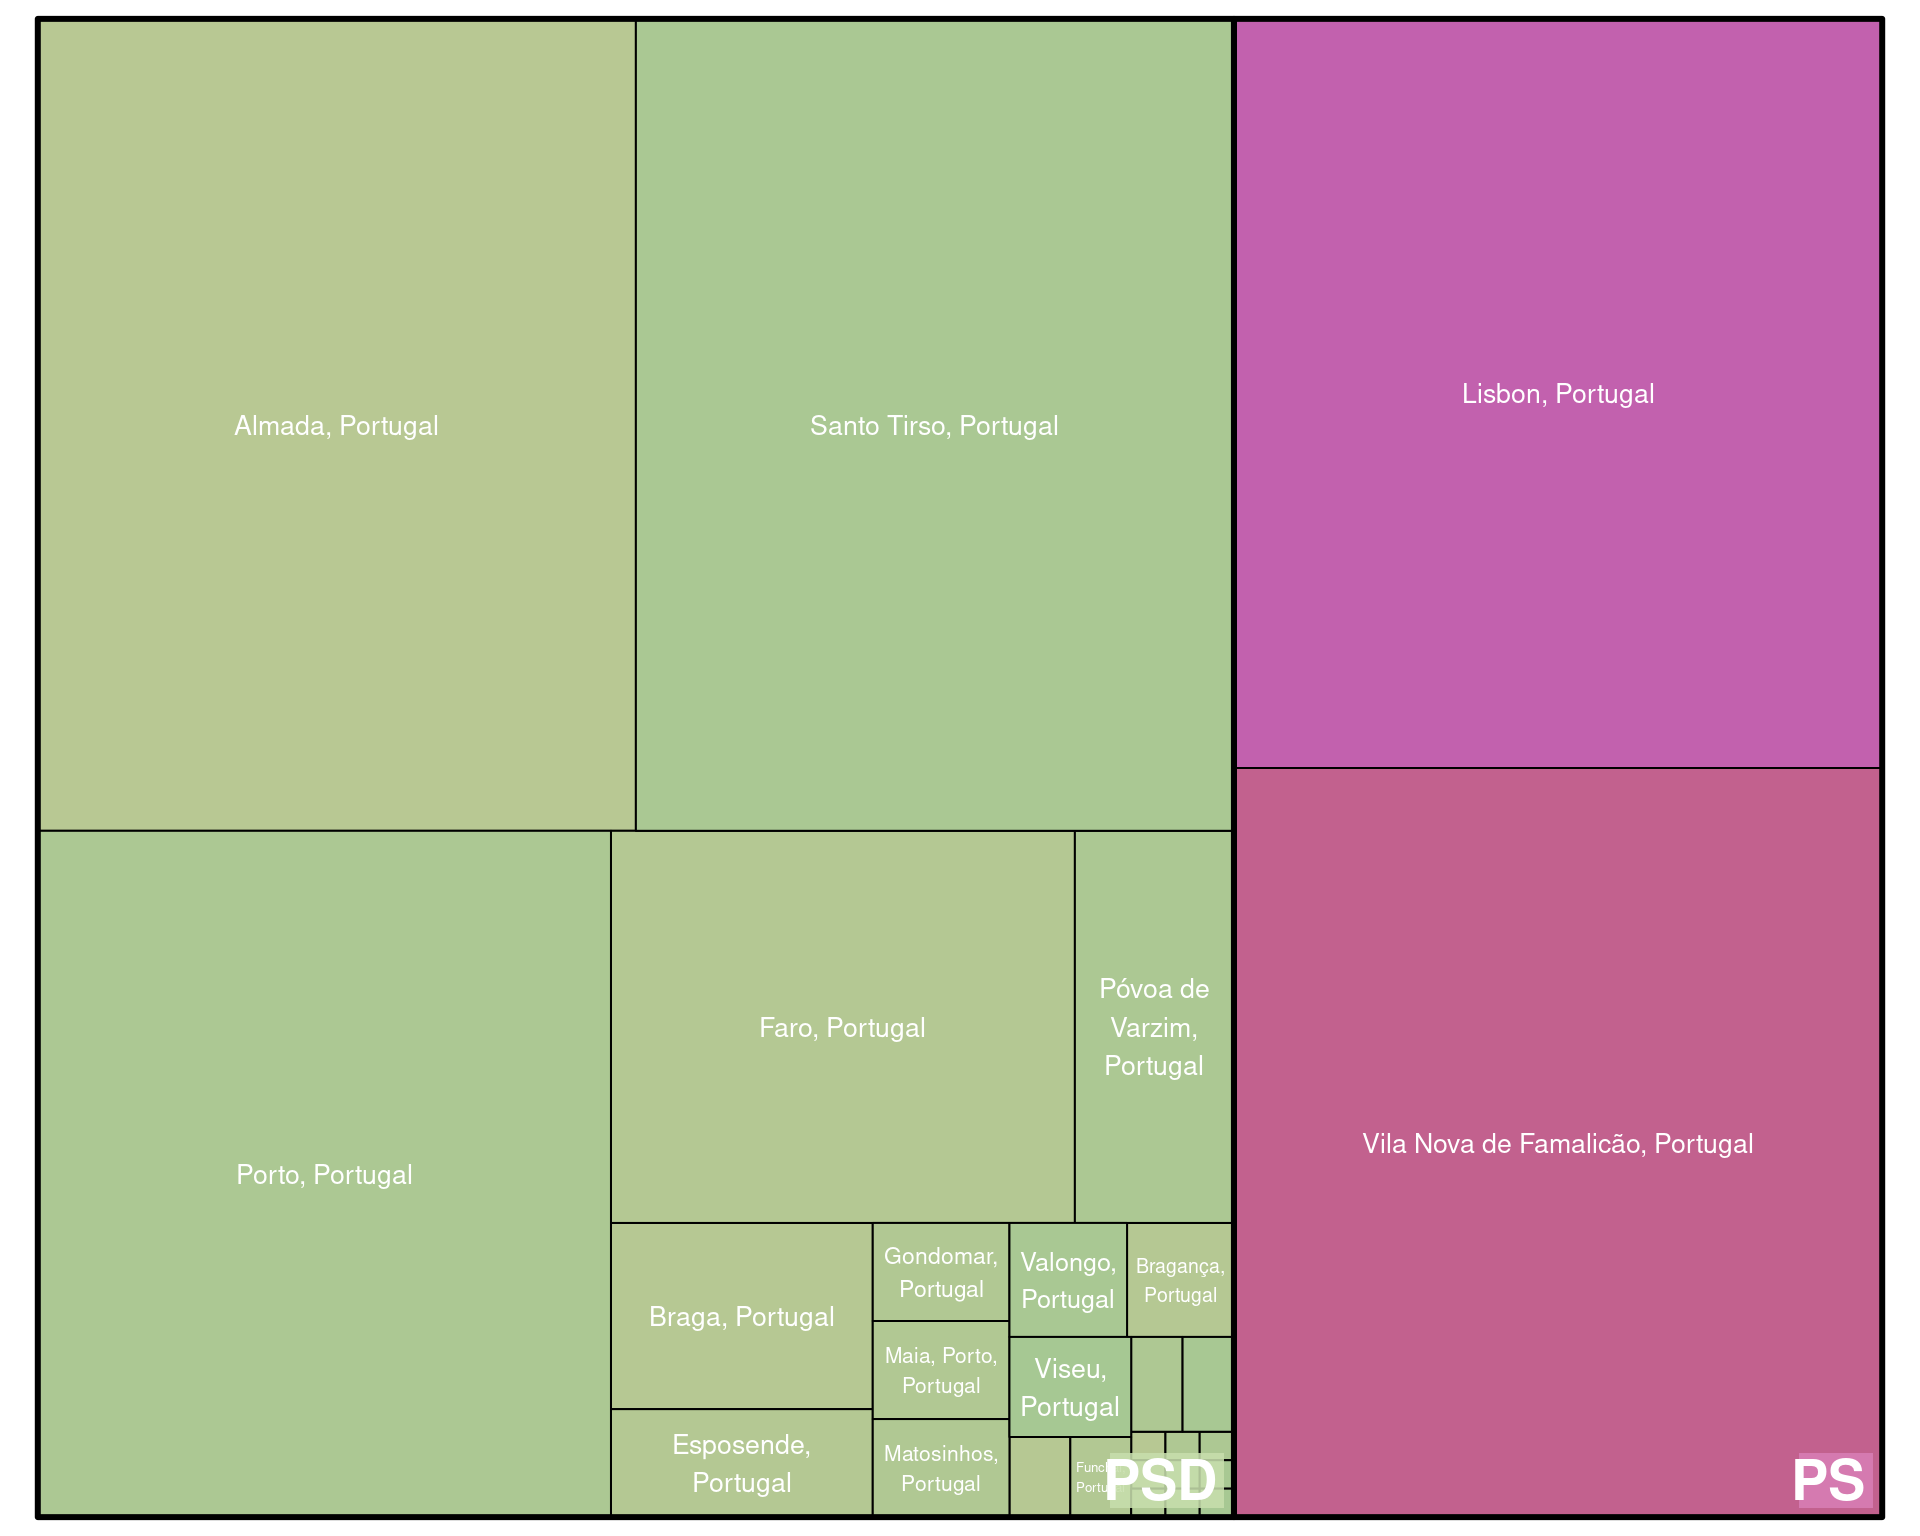 Almada, Portugal
Santo Tirso, Portugal
Lisbon, Portugal
Porto, Portugal
Faro, Portugal
Póvoa de
Varzim,
Portugal
Vila Nova de Famalicão, Portugal
Braga, Portugal
Gondomar,
Portugal
Valongo,
Portugal
Bragança,
Portugal
Maia, Porto,
Portugal
Viseu,
Portugal
Esposende,
Portugal
Matosinhos,
Portugal
PSD
PS